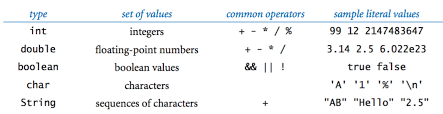 type set of values common operators sample literal values
int integers + - * / % 99 12 2147483647
double floating-point numbers + - * / 3.14 2.5 6.022e23
boolean boolean values && || ! true false
char characters 'A' '1' '%' '\n'
String sequences of characters + "AB" "Hello" "2.5"